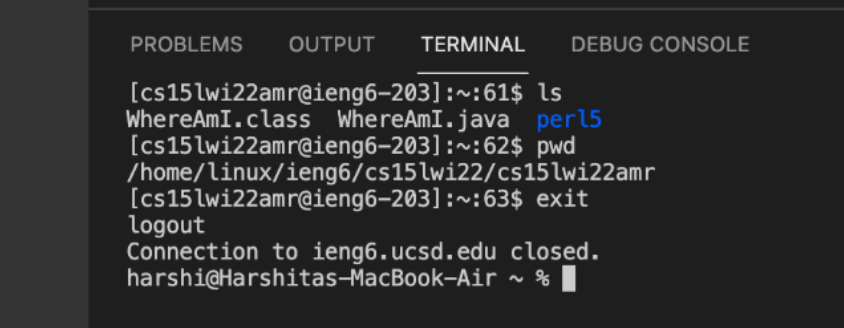 PROBLEMS OUTPUT TERMINAL DEBUG CONSOLE
[cs15lwi22amr@ieng6-203]:~:61$ ls
WhereAmI.class  WhereAmI.java  perl5
[cs15lwi22amr@ieng6-203]:~:62$ pwd
/home/linux/ieng6/cs15lwi22/cs15lwi22amr
[cs15lwi22amr@ieng6-203]:~:63$ exit
logout
Connection to ieng6.ucsd.edu closed.
harshi@Harshitas-MacBook-Air ~ %